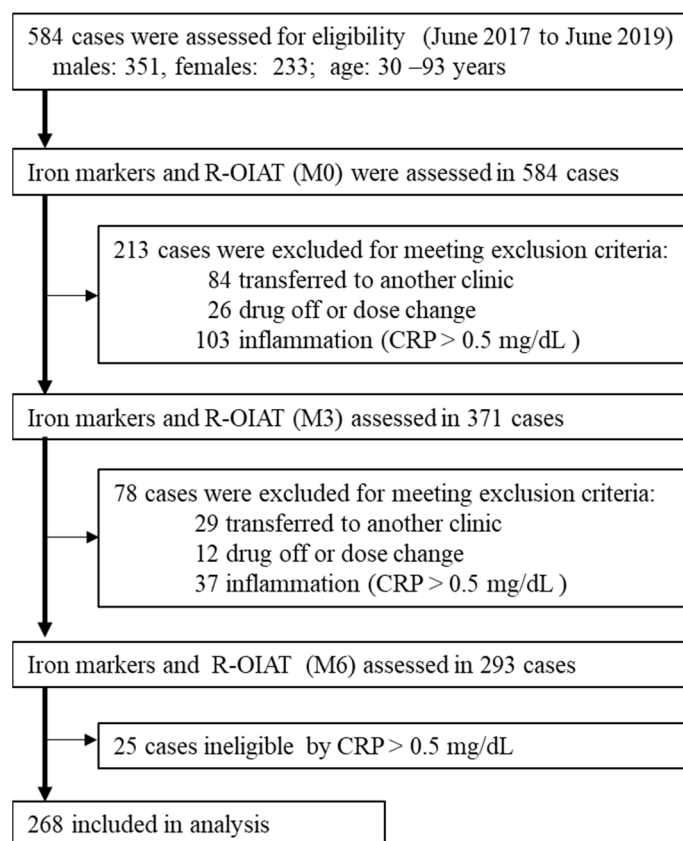 584 cases were assessed for eligibility (June 2017 to June 2019)
males: 351, females: 233; age: 30 –93 years
Iron markers and R-OIAT (M0) were assessed in 584 cases
213 cases were excluded for meeting exclusion criteria:
84 transferred to another clinic
26 drug off or dose change
103 inflammation (CRP > 0.5 mg/dL )
Iron markers and R-OIAT (M3) assessed in 371 cases
78 cases were excluded for meeting exclusion criteria:
29 transferred to another clinic
12 drug off or dose change
37 inflammation (CRP > 0.5 mg/dL )
Iron markers and R-OIAT (M6) assessed in 293 cases
25 cases ineligible by CRP > 0.5 mg/dL
268 included in analysis